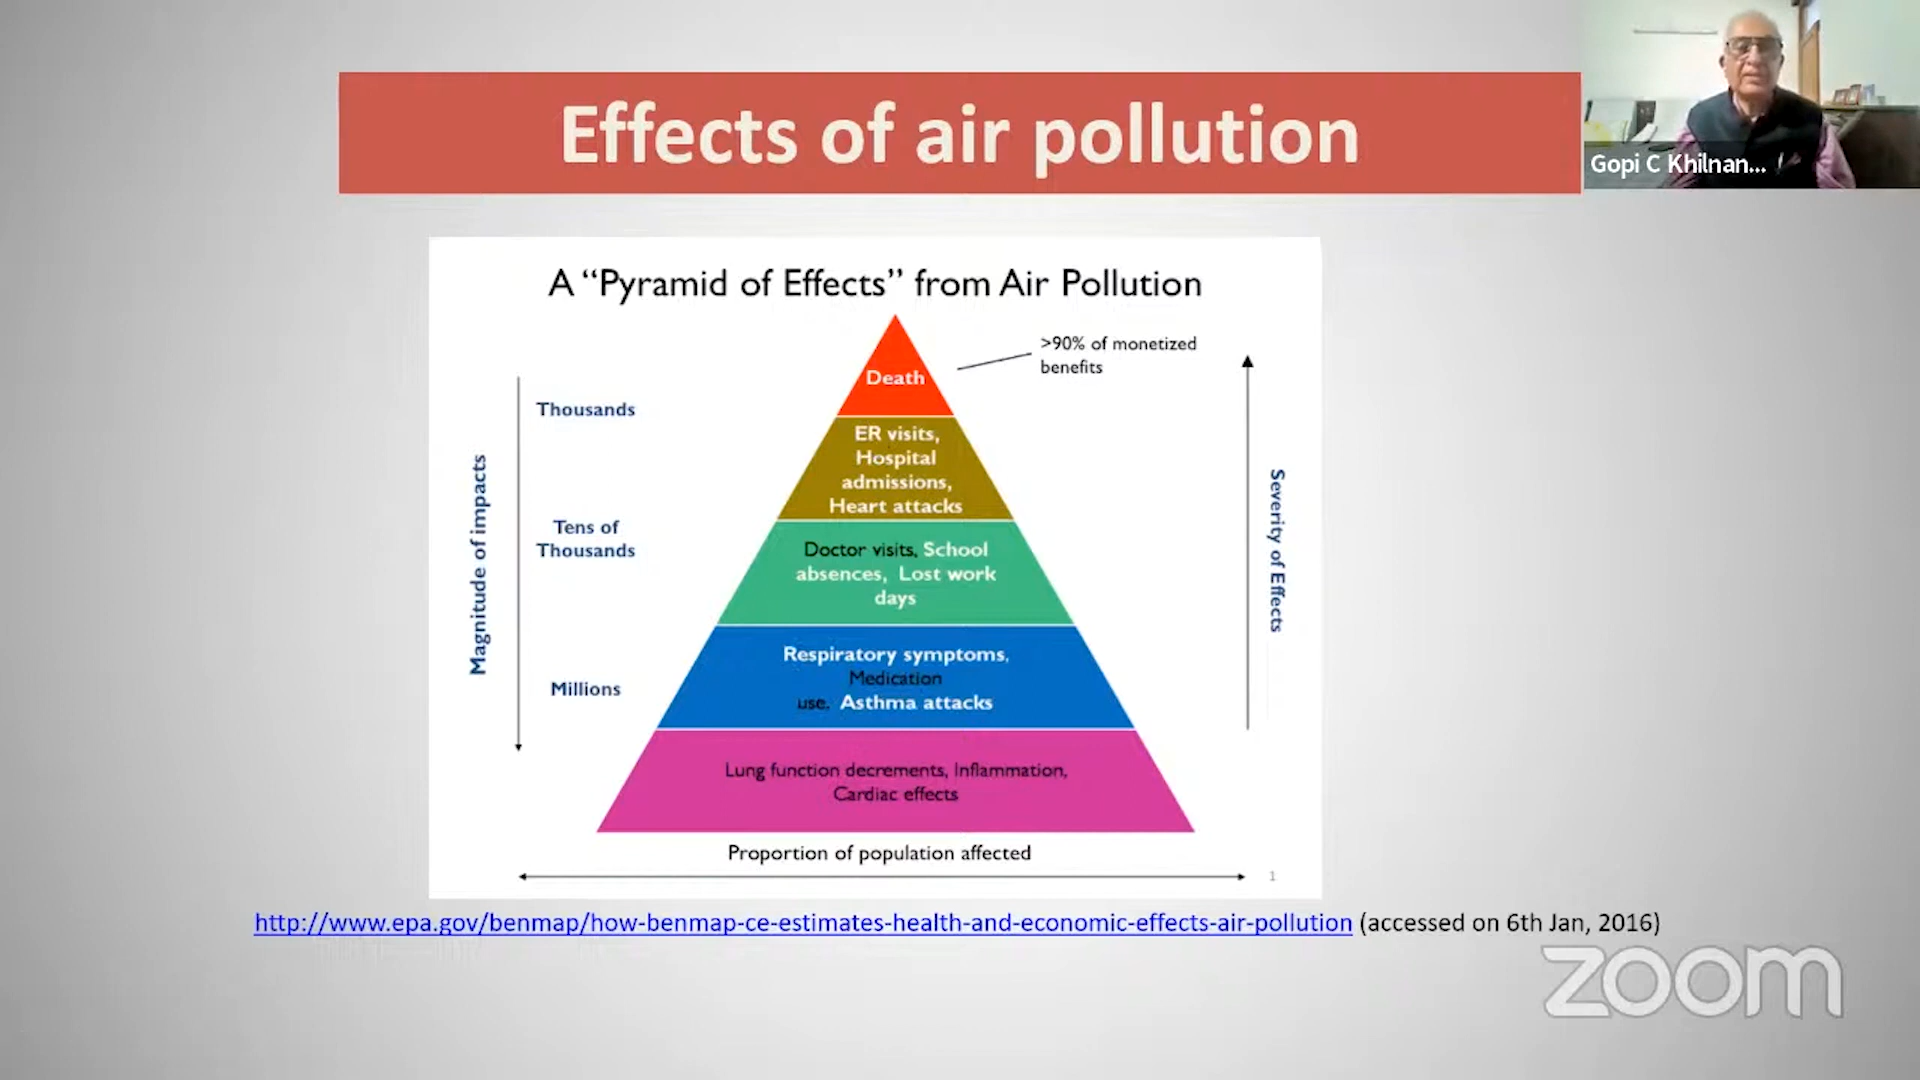 Effects of air pollution
Gopi C Khilnan...
A “Pyramid of Effects” from Air Pollution
>90% of monetized
benefits
Death
Thousands
ER visits,
Hospital
admissions,
Heart attacks
Tens of
Thousands
Doctor visits, School
absences, Lost work
days
Magnitude of impacts
Severity of Effects
Respiratory symptoms,
Medication
use, Asthma attacks
Millions
Lung function decrements, Inflammation,
Cardiac effects
Proportion of population affected
1
http://www.epa.gov/benmap/how-benmap-ce-estimates-health-and-economic-effects-air-pollution (accessed on 6th Jan, 2016)
zoom